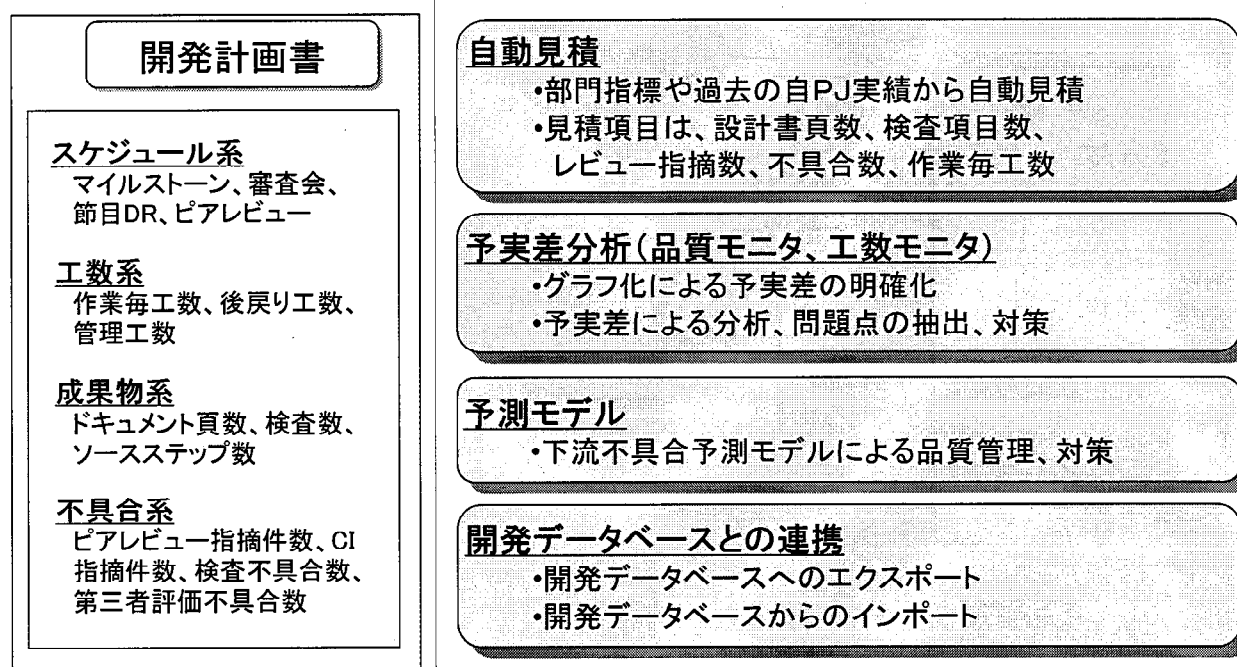 開発計画書
スケジュール系
マイルストーン、審査会、
節目DR、ピアレビュー
工数系
作業毎工数、後戻り工数、
管理工数
成果物系
ドキュメント頁数、検査数、
ソースステップ数
不具合系
ピアレビュー指摘件数、CI
指摘件数、検査不具合数、
第三者評価不具合数
自動見積
・部門指標や過去の自PJ実績から自動見積
・見積項目は、設計書頁数、検査項目数、
レビュー指摘数、不具合数、作業毎工数
予実差分析(品質モニタ、工数モニタ)
・グラフ化による予実差の明確化
・予実差による分析、問題点の抽出、対策
予測モデル
・下流不具合予測モデルによる品質管理、対策
開発データベースとの連携
・開発データベースへのエクスポート
・開発データベースからのインポート